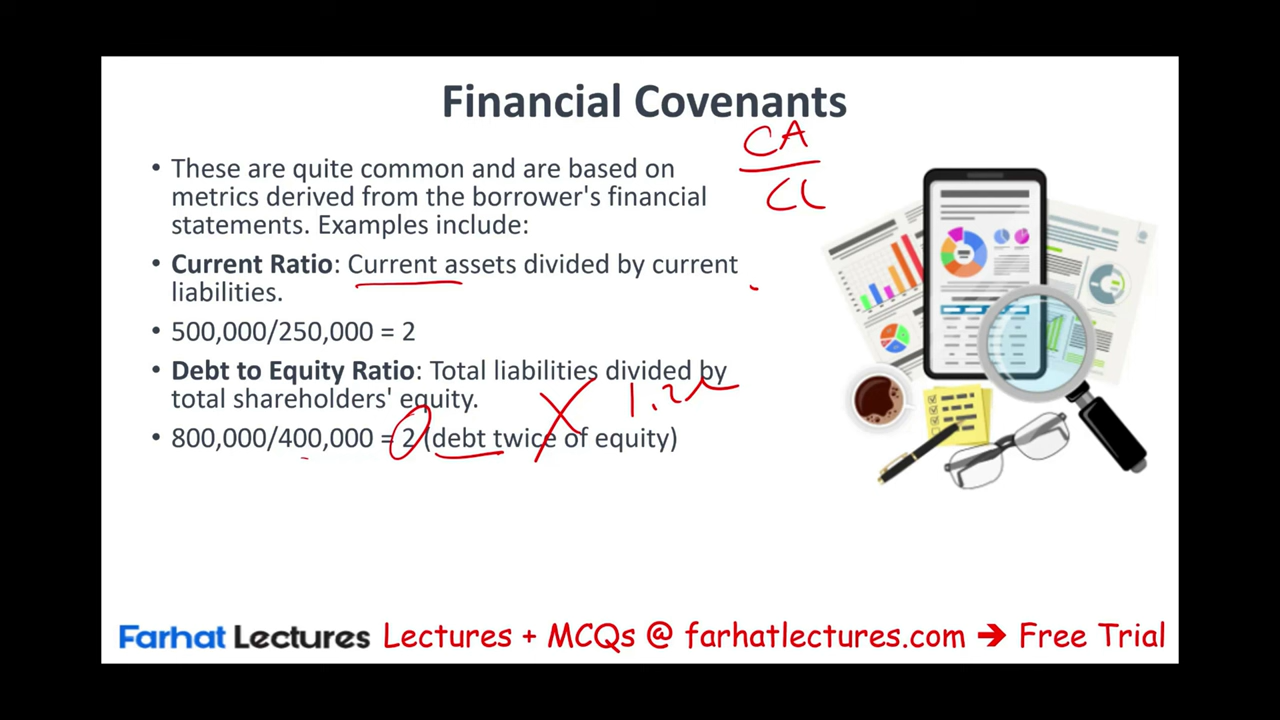 Financial Covenants
CA
CL
• These are quite common and are based on
metrics derived from the borrower's financial
statements. Examples include:
• Current Ratio: Current assets divided by current
liabilities.
• 500,000/250,000 = 2
• Debt to Equity Ratio: Total liabilities divided by
total shareholders' equity.
1.2
• 800,000/400,000 = 2 (debt twice of equity)
Farhat Lectures Lectures + MCQs @ farhatlectures.com ➔ Free Trial